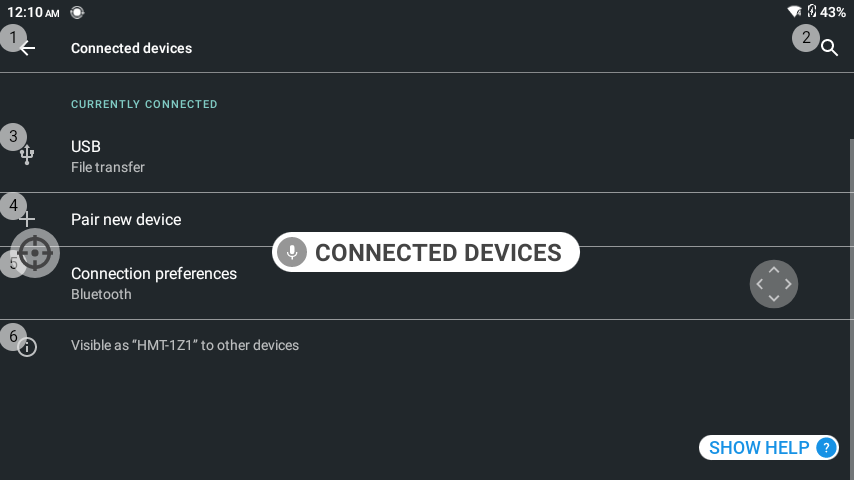 12:10 AM 43%
1 Connected devices 2
CURRENTLY CONNECTED
3 USB
File transfer
4 Pair new device
CONNECTED DEVICES
5 Connection preferences
Bluetooth
6 Visible as “HMT-1Z1” to other devices
SHOW HELP ?